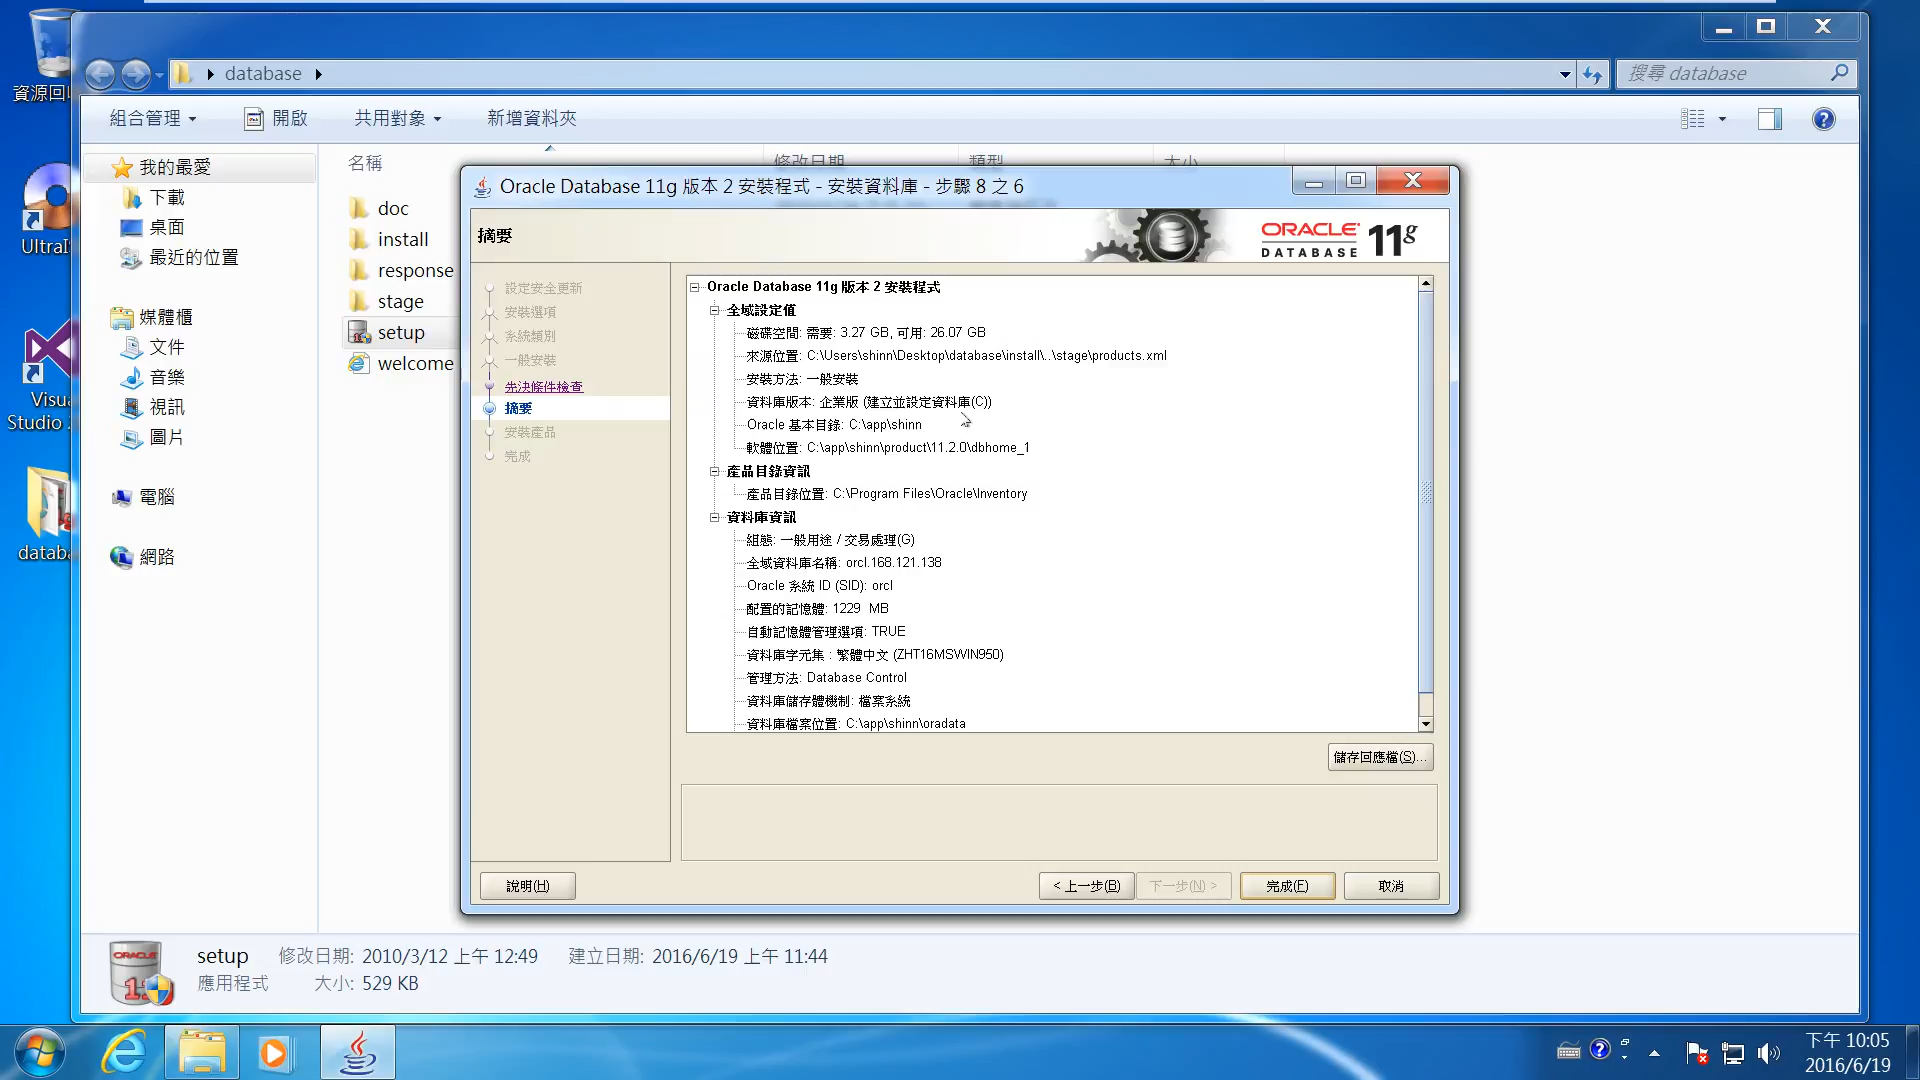 資源回
UltraI
Visu
Studio
datab
database
搜尋 database
組合管理
開啟
共用對象
新增資料夾
我的最愛
下載
桌面
最近的位置
媒體櫃
文件
音樂
視訊
圖片
電腦
網路
名稱
修改日期
類型
大小
doc
install
response
stage
setup
welcome
Oracle Database 11g 版本 2 安裝程式 - 安裝資料庫 - 步驟 8 之 6
摘要
ORACLE
DATABASE
11g
設定安全更新
安裝選項
系統類別
一般安裝
先決條件檢查
摘要
安裝產品
完成
Oracle Database 11g 版本 2 安裝程式
全域設定值
磁碟空間: 需要: 3.27 GB, 可用: 26.07 GB
來源位置: C:\Users\shinn\Desktop\database\install\..\stage\products.xml
安裝方法: 一般安裝
資料庫版本: 企業版 (建立並設定資料庫(C))
Oracle 基本目錄: C:\app\shinn
軟體位置: C:\app\shinn\product\11.2.0\dbhome_1
產品目錄資訊
產品目錄位置: C:\Program Files\Oracle\Inventory
資料庫資訊
組態: 一般用途 / 交易處理(G)
全域資料庫名稱: orcl.168.121.138
Oracle 系統 ID (SID): orcl
配置的記憶體: 1229 MB
自動記憶體管理選項: TRUE
資料庫字元集 : 繁體中文 (ZHT16MSWIN950)
管理方法: Database Control
資料庫儲存體機制: 檔案系統
資料庫檔案位置: C:\app\shinn\oradata
儲存回應檔(S)...
說明(H)
< 上一步(B)
下一步(N) >
完成(F)
取消
setup
修改日期: 2010/3/12 上午 12:49
建立日期: 2016/6/19 上午 11:44
應用程式
大小: 529 KB
下午 10:05
2016/6/19